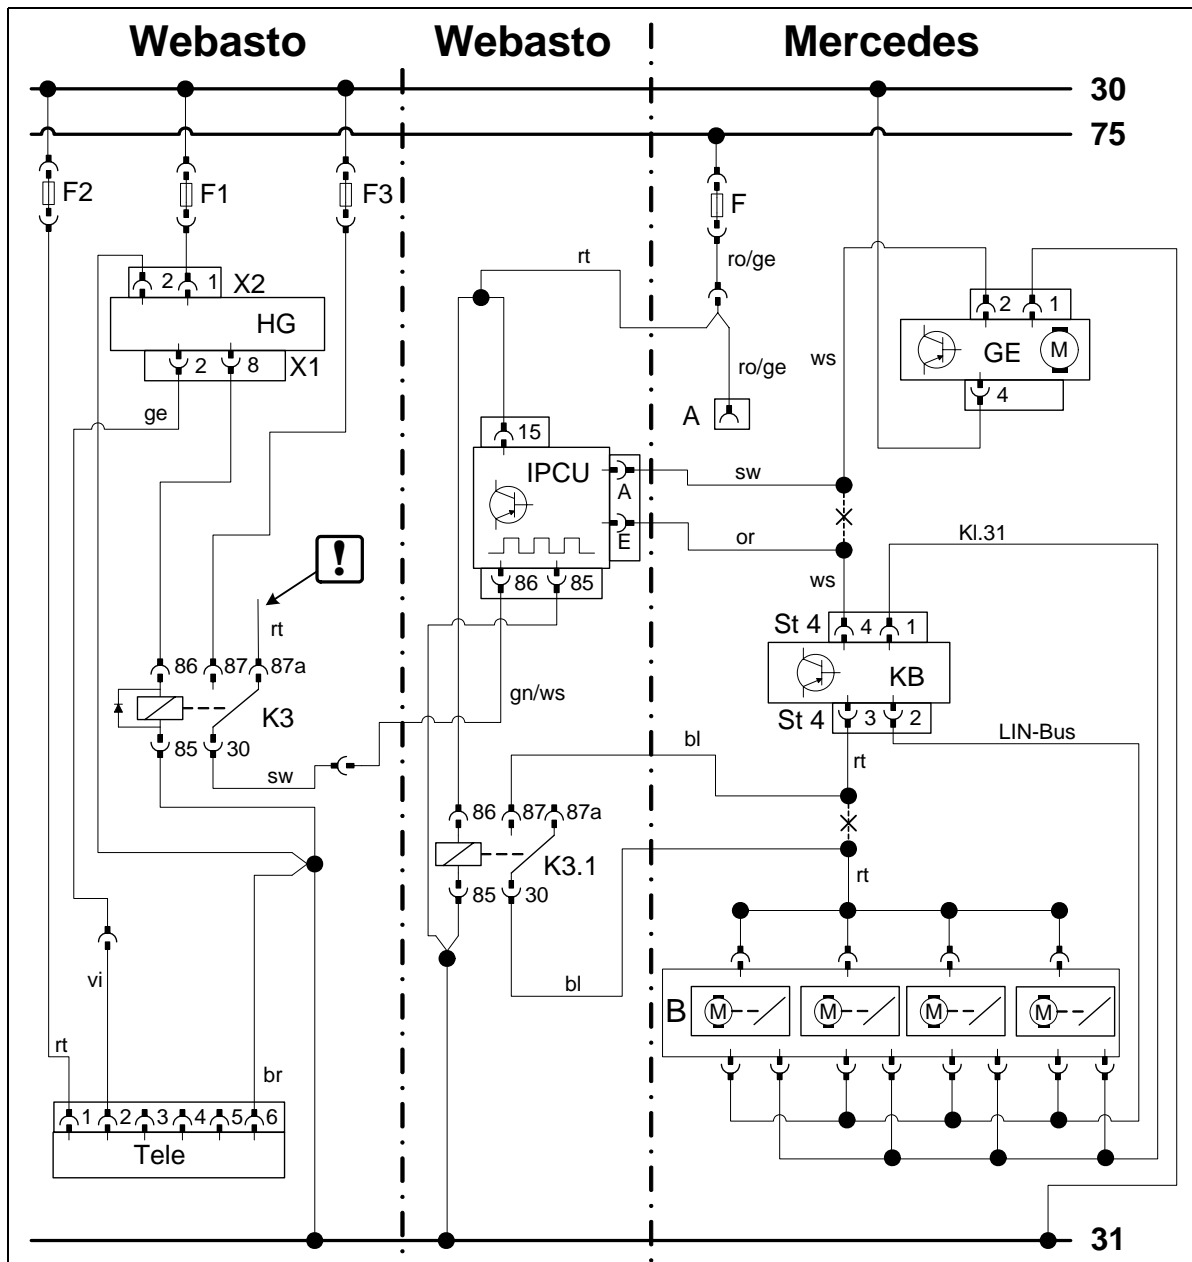 Webasto Webasto Mercedes
30
75
F2 F1 F3 F
rt ro/ge
2 1 X2
HG
2 8 X1
2 1
GE M
ws
4
ro/ge
A
ge
15
IPCU
A
E
sw
or
Kl.31
86 85
!
rt
ws
St 4 4 1
KB
St 4 3 2
86 87 87a
K3
85 30
gn/ws
sw
bl
LIN-Bus
rt
86 87 87a
K3.1
85 30
rt
bl
vi
B M M M M
rt
br
1 2 3 4 5 6
Tele
31